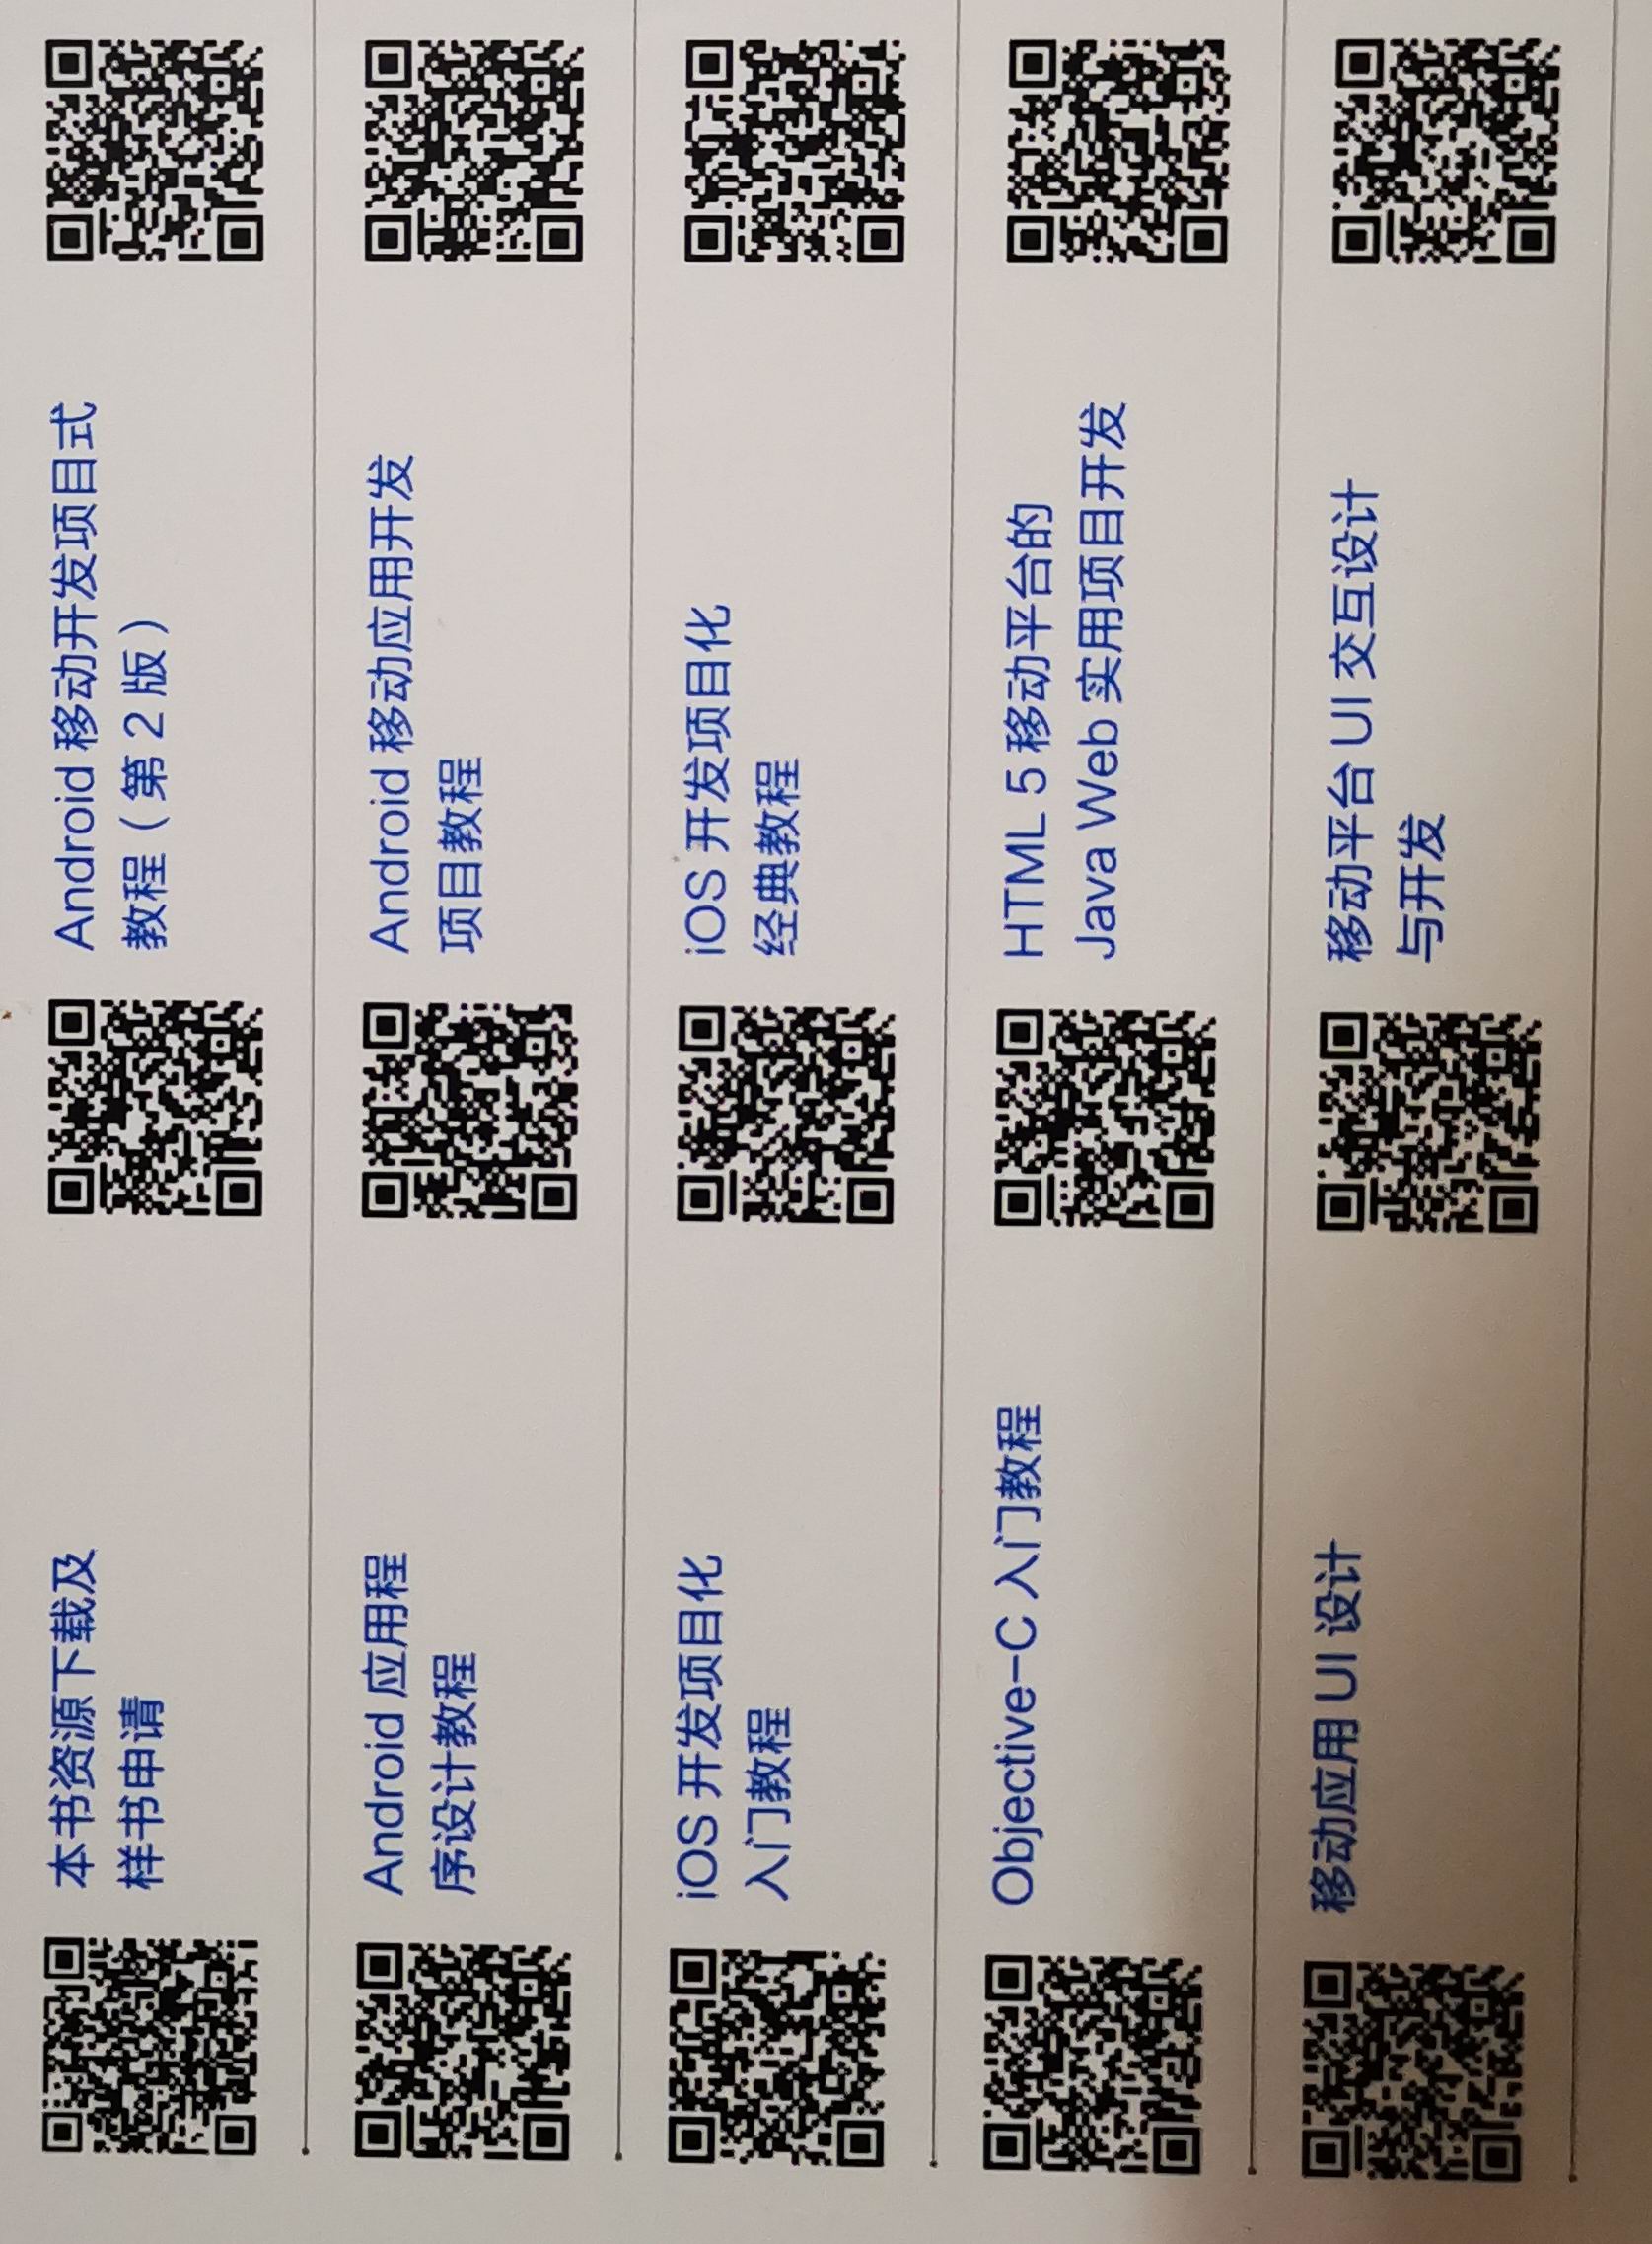 本书资源下载及
样书申请
Android 移动开发项目式
教程（第 2 版）
Android 应用程
序设计教程
Android 移动应用开发
项目教程
iOS 开发项目化
入门教程
iOS 开发项目化
经典教程
Objective-C 入门教程
HTML 5 移动平台的
Java Web 实用项目开发
移动应用 UI 设计
移动平台 UI 交互设计
与开发